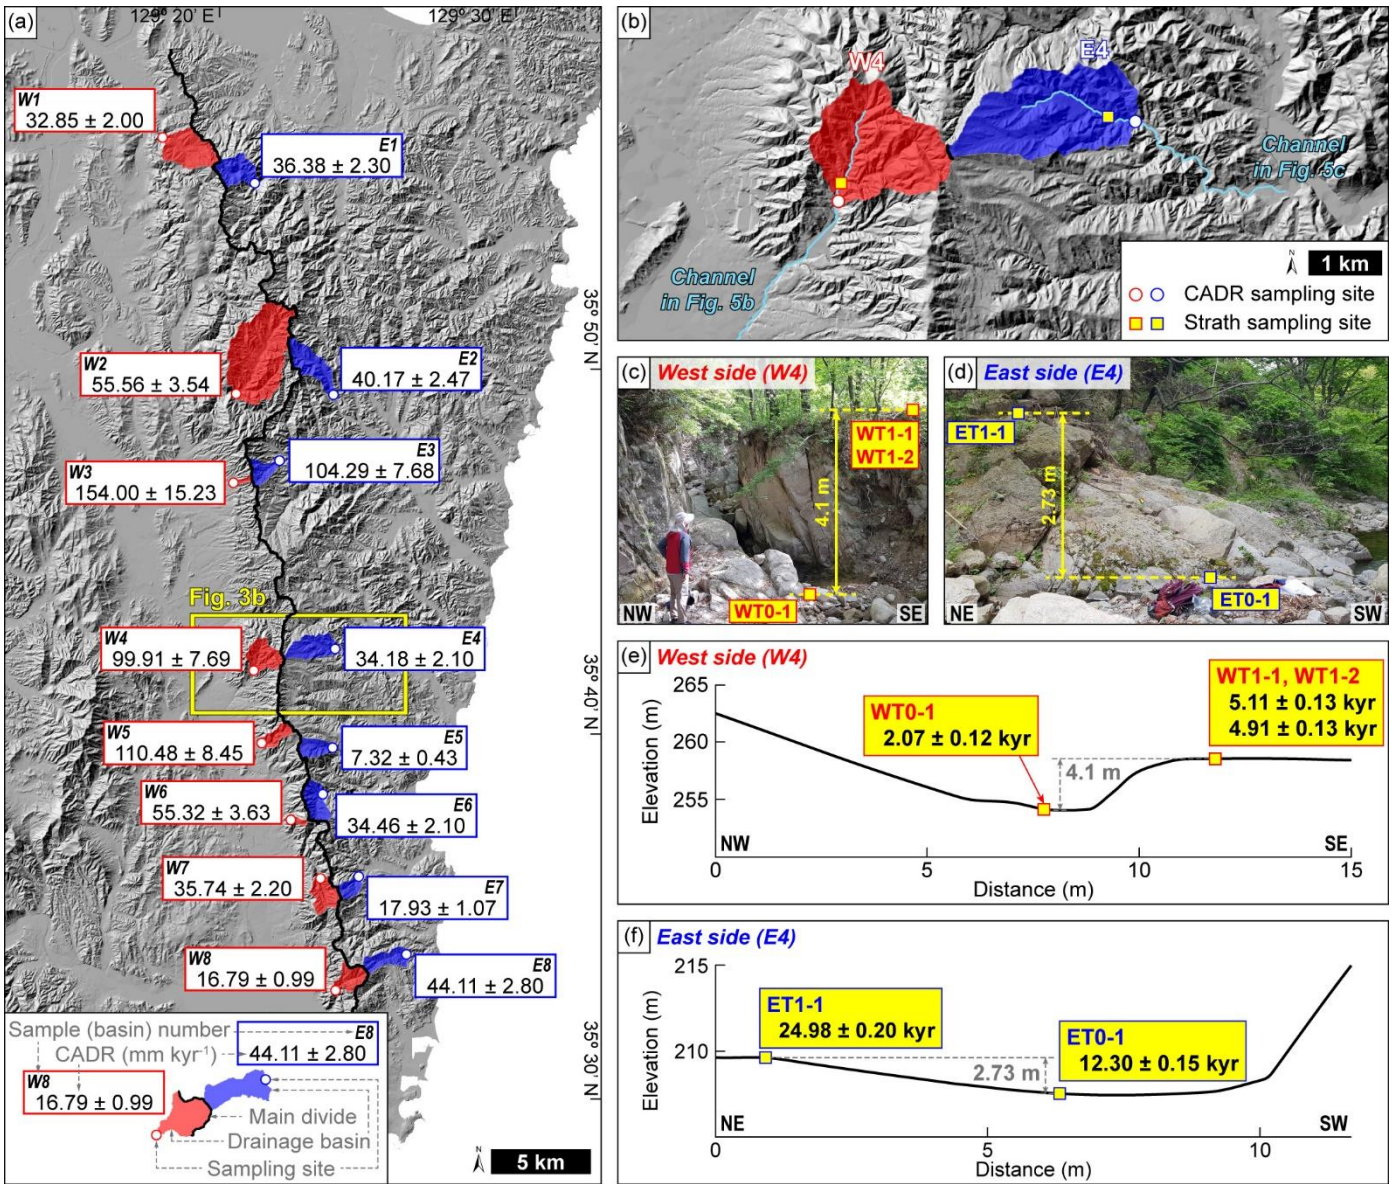 (a)
129° 20' E
129° 30' E
W1
32.85 ± 2.00
E1
36.38 ± 2.30
35° 50' N
W2
55.56 ± 3.54
E2
40.17 ± 2.47
E3
104.29 ± 7.68
W3
154.00 ± 15.23
Fig. 3b
W4
99.91 ± 7.69
E4
34.18 ± 2.10
35° 40' N
W5
110.48 ± 8.45
E5
7.32 ± 0.43
W6
55.32 ± 3.63
E6
34.46 ± 2.10
W7
35.74 ± 2.20
E7
17.93 ± 1.07
W8
16.79 ± 0.99
E8
44.11 ± 2.80
35° 30' N
Sample (basin) number
E8
CADR (mm kyr⁻¹)
44.11 ± 2.80
W8
16.79 ± 0.99
Main divide
Drainage basin
Sampling site
N
5 km
(b)
W4
E4
Channel
in Fig. 5c
Channel
in Fig. 5b
N
1 km
CADR sampling site
Strath sampling site
(c) West side (W4)
WT1-1
WT1-2
4.1 m
WT0-1
NW
SE
(d) East side (E4)
ET1-1
2.73 m
ET0-1
NE
SW
(e) West side (W4)
265
260
255
Elevation (m)
WT0-1
2.07 ± 0.12 kyr
WT1-1, WT1-2
5.11 ± 0.13 kyr
4.91 ± 0.13 kyr
4.1 m
NW
SE
0
5
10
15
Distance (m)
(f) East side (E4)
215
210
Elevation (m)
ET1-1
24.98 ± 0.20 kyr
ET0-1
12.30 ± 0.15 kyr
2.73 m
NE
SW
0
5
10
Distance (m)